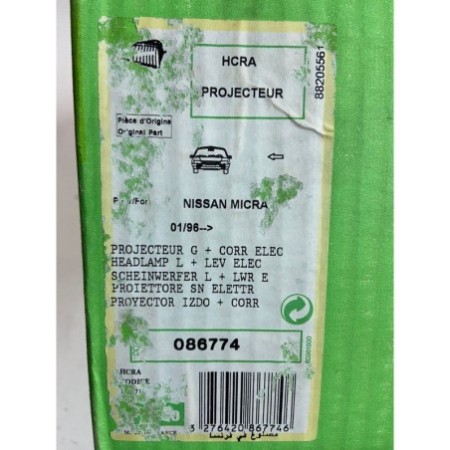 HCRA
PROJECTEUR
88205561
Pièce d'Origine
Original Part
/For
NISSAN MICRA
01/96-->
PROJECTEUR G + CORR ELEC
HEADLAMP L + LEV ELEC
SCHEINWERFER L + LWR E
PROIETTORE SN ELETTR
PROYECTOR IZDO + CORR
086774
HCRA
3 276420 867746
مصنوع في فرنسا